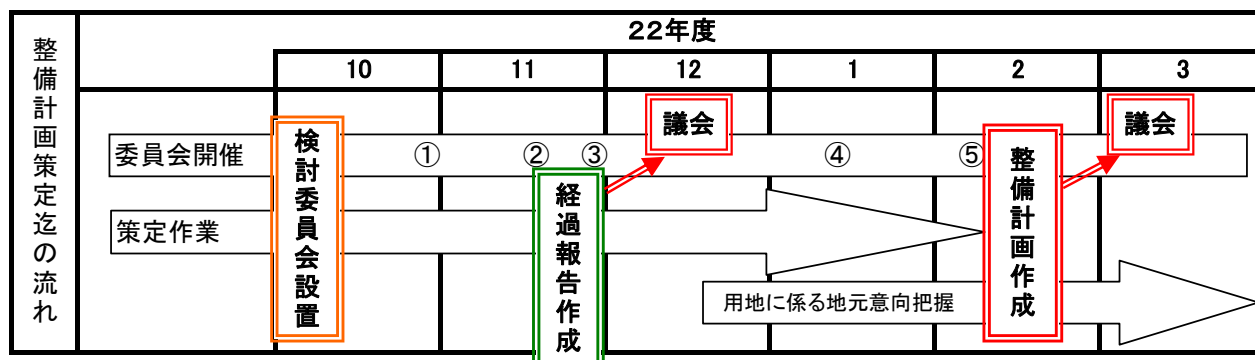 整備計画策定迄の流れ
22年度
10 11 12 1 2 3
委員会開催
検討委員会設置
① ② ③ ④ ⑤
議会
議会
経過報告作成
整備計画作成
策定作業
用地に係る地元意向把握